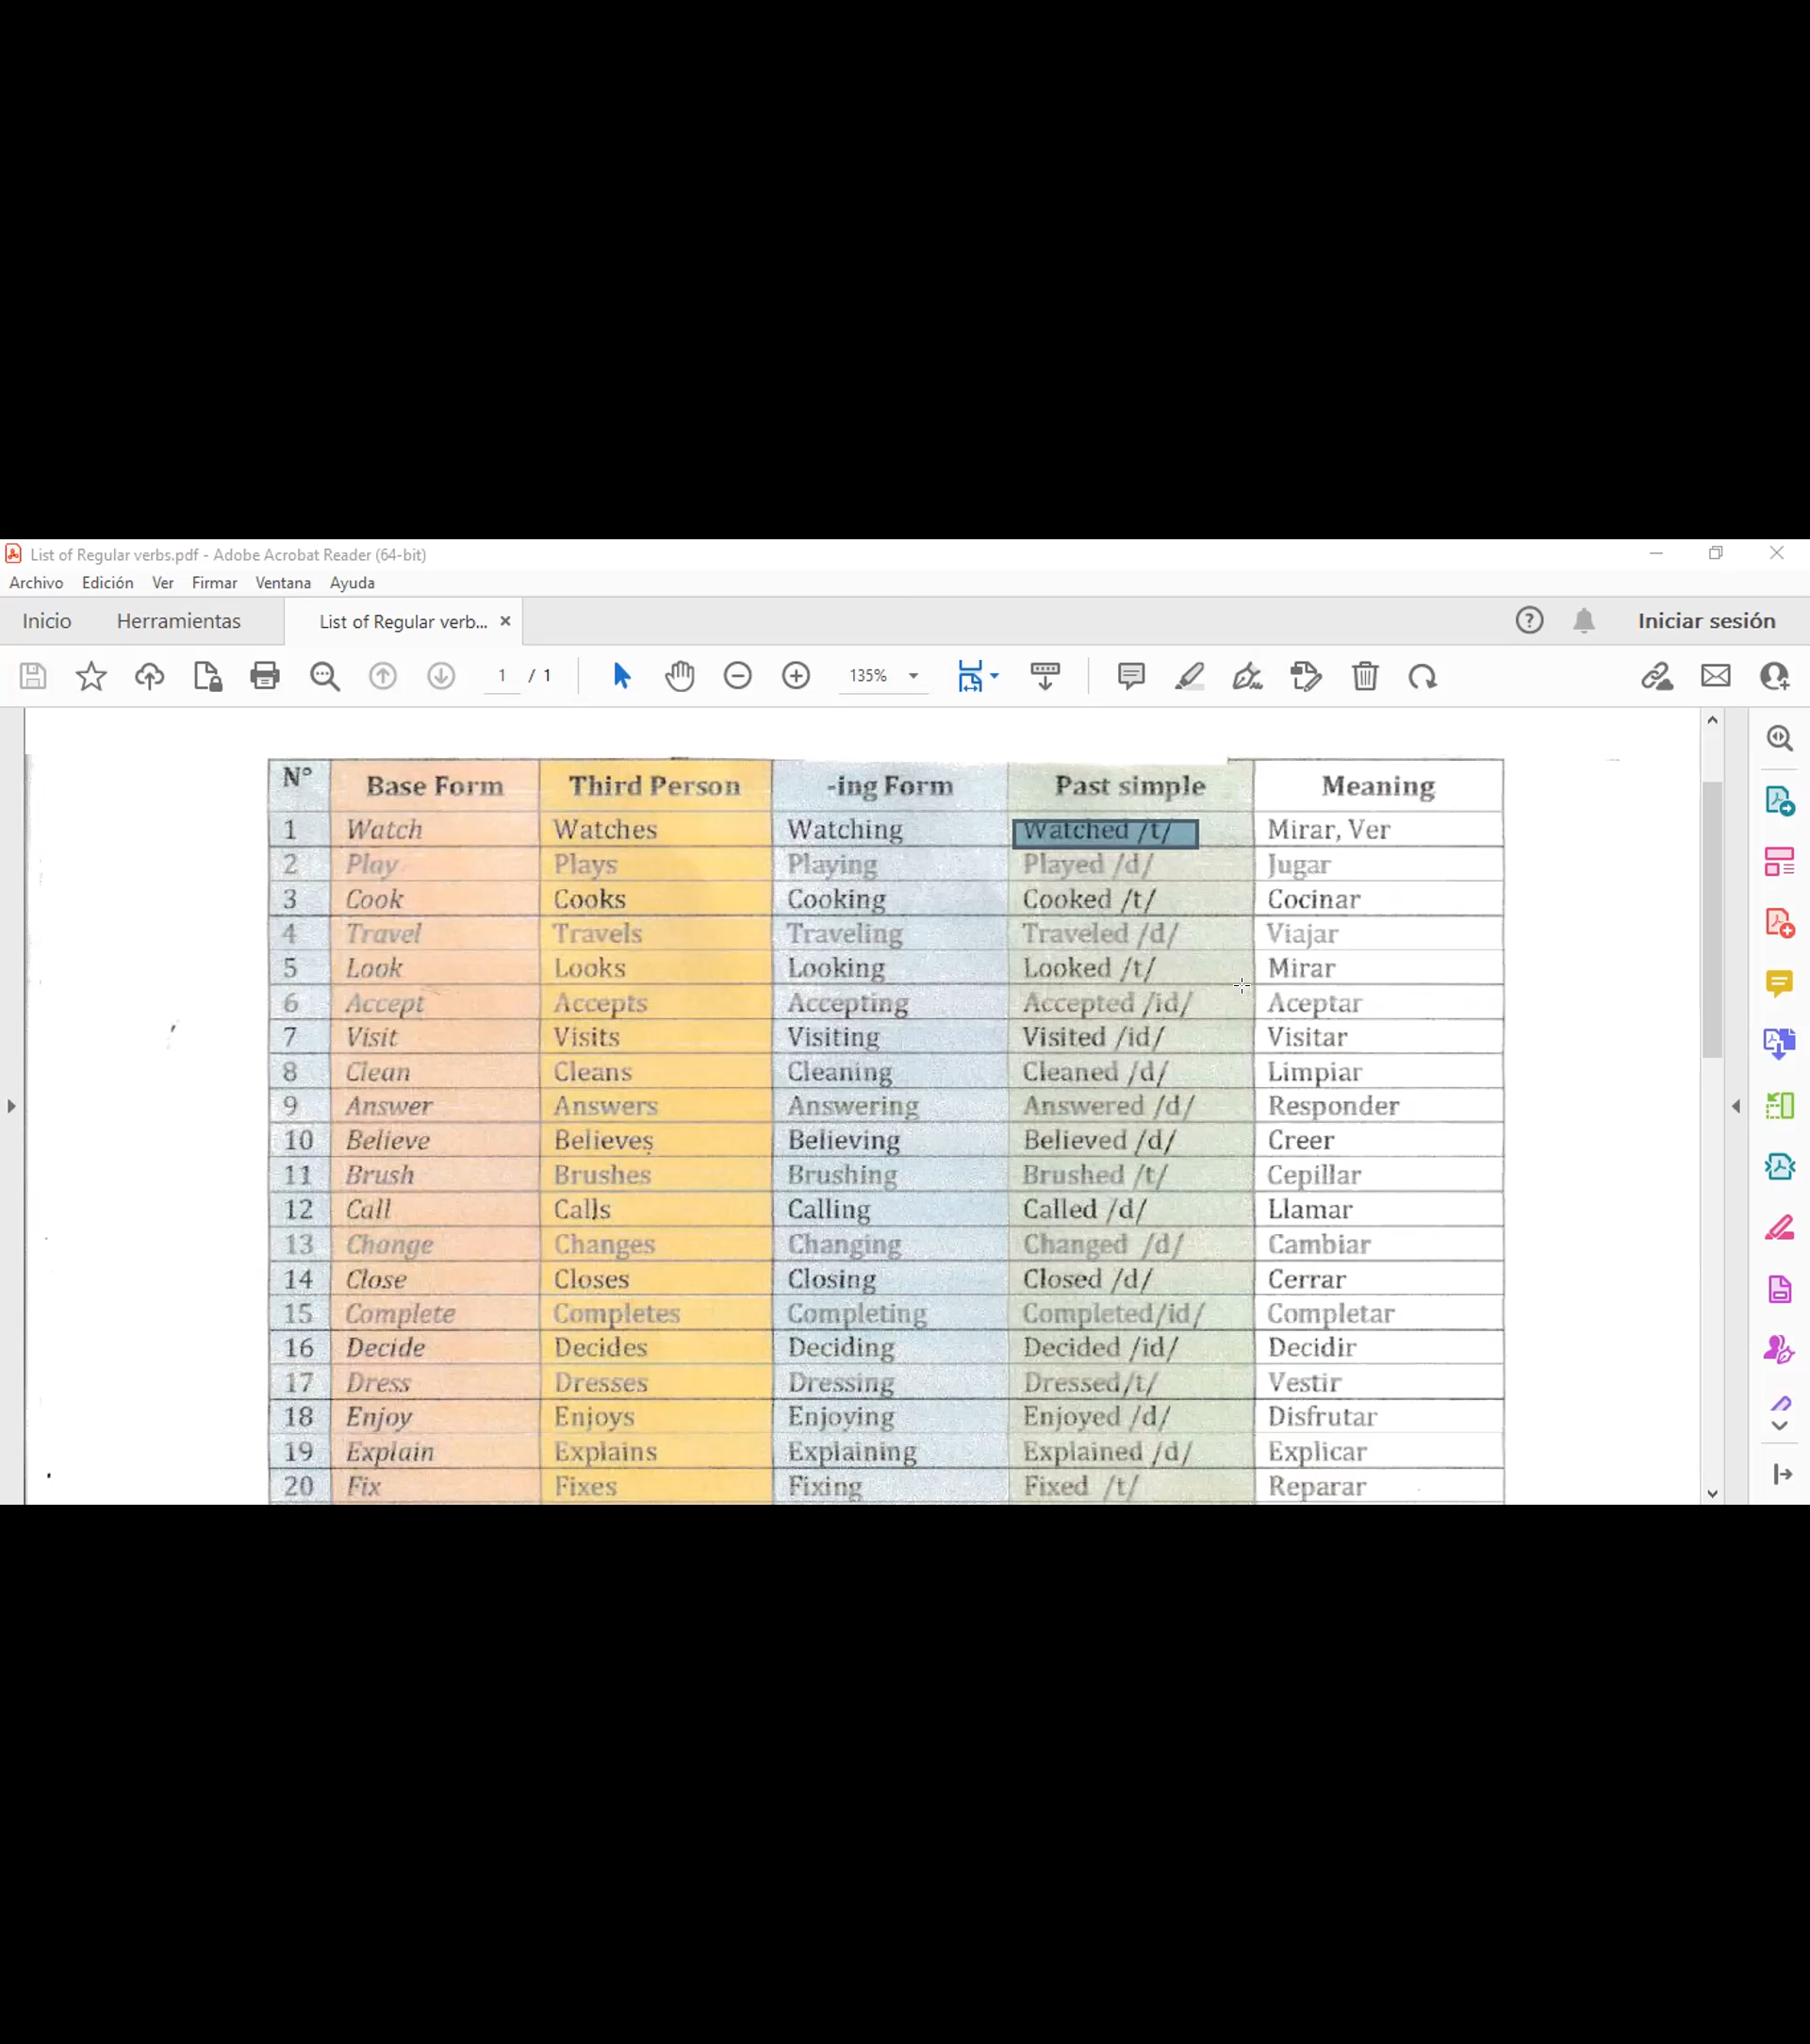 List of Regular verbs.pdf - Adobe Acrobat Reader (64-bit)
Archivo Edición Ver Firmar Ventana Ayuda
Inicio Herramientas List of Regular verb... × Iniciar sesión
1 / 1 135%
N° Base Form Third Person -ing Form Past simple Meaning
1 Watch Watches Watching Watched /t/ Mirar, Ver
2 Play Plays Playing Played /d/ Jugar
3 Cook Cooks Cooking Cooked /t/ Cocinar
4 Travel Travels Traveling Traveled /d/ Viajar
5 Look Looks Looking Looked /t/ Mirar
6 Accept Accepts Accepting Accepted /id/ Aceptar
7 Visit Visits Visiting Visited /id/ Visitar
8 Clean Cleans Cleaning Cleaned /d/ Limpiar
9 Answer Answers Answering Answered /d/ Responder
10 Believe Believes Believing Believed /d/ Creer
11 Brush Brushes Brushing Brushed /t/ Cepillar
12 Call Calls Calling Called /d/ Llamar
13 Change Changes Changing Changed /d/ Cambiar
14 Close Closes Closing Closed /d/ Cerrar
15 Complete Completes Completing Completed/id/ Completar
16 Decide Decides Deciding Decided /id/ Decidir
17 Dress Dresses Dressing Dressed/t/ Vestir
18 Enjoy Enjoys Enjoying Enjoyed /d/ Disfrutar
19 Explain Explains Explaining Explained /d/ Explicar
20 Fix Fixes Fixing Fixed /t/ Reparar